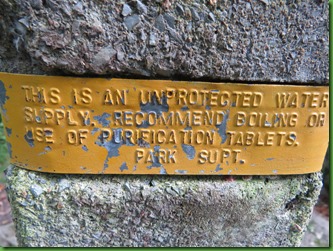 THIS IS AN UNPROTECTED WATER
SUPPLY. RECOMMEND BOILING OR
USE OF PURIFICATION TABLETS.
PARK SUPT.